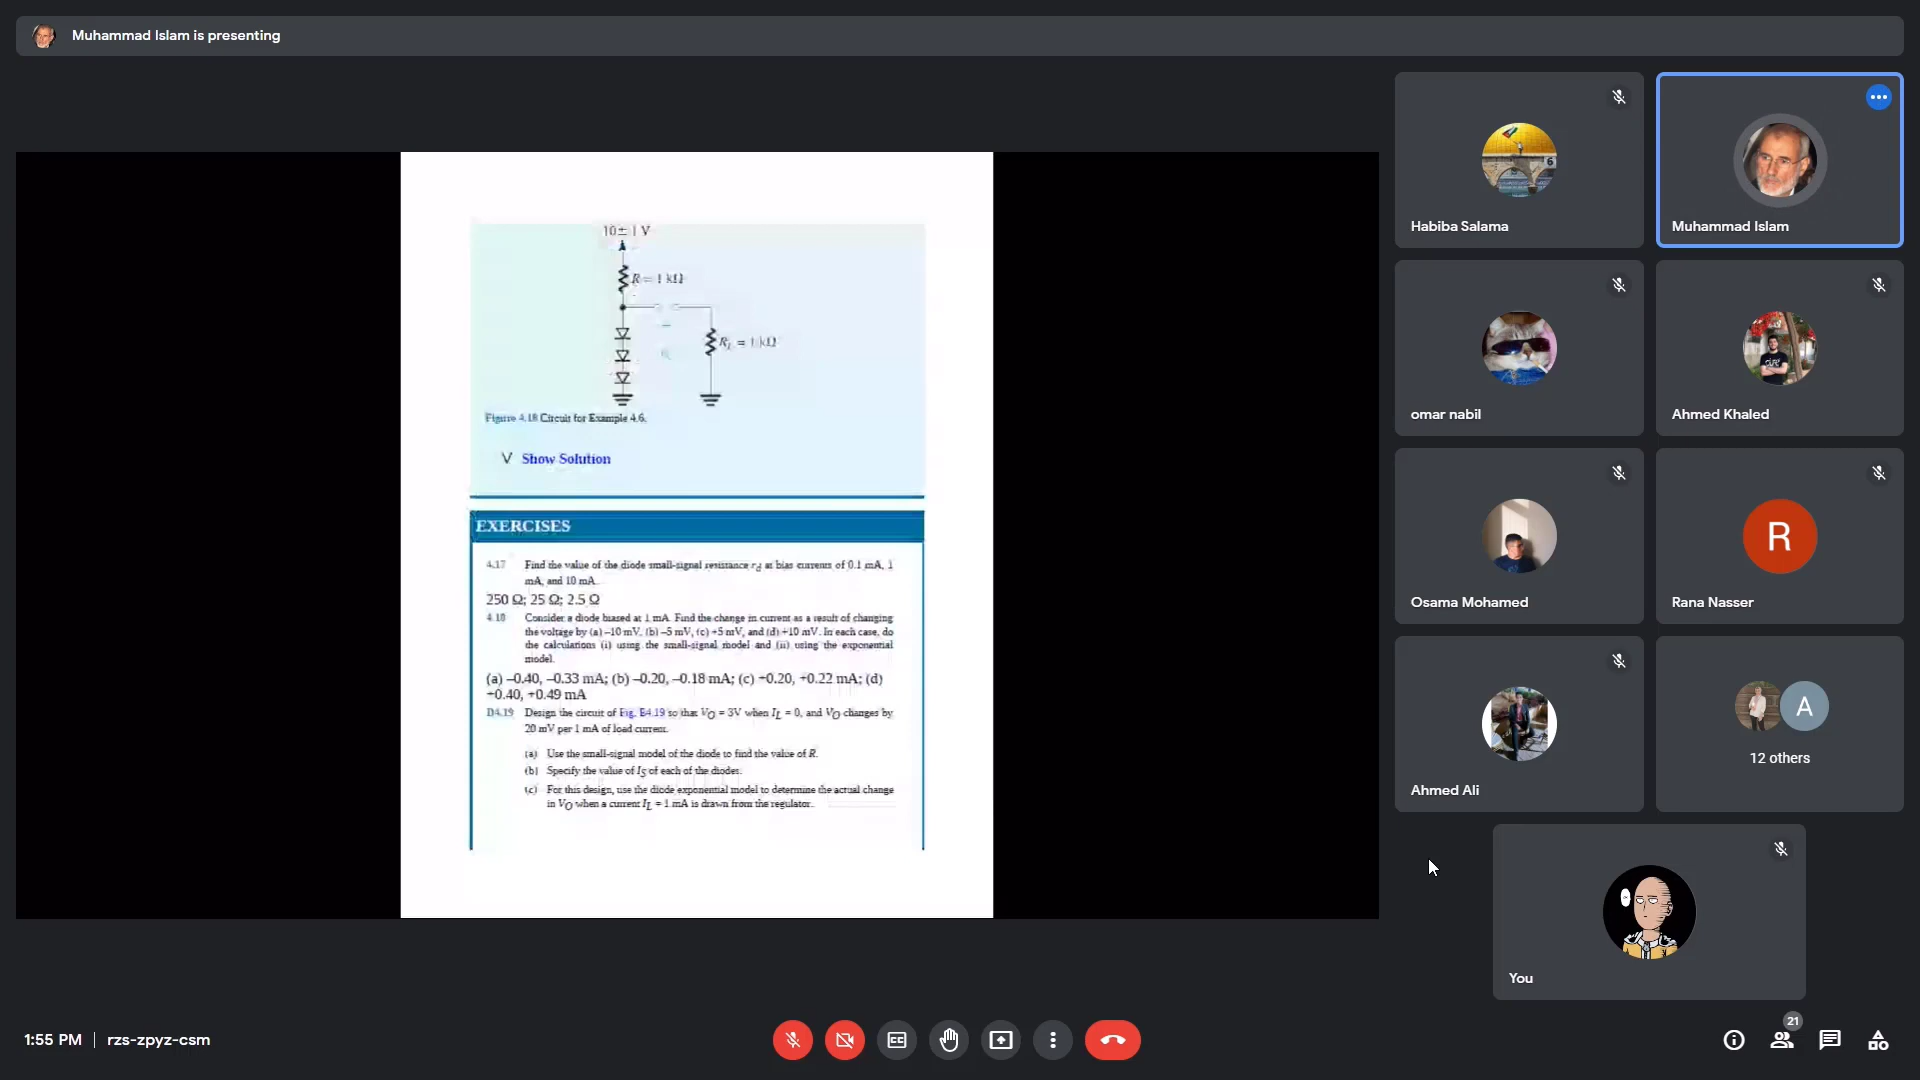 Muhammad Islam is presenting
10± 1 V
R = 1 kΩ
R_L = 1 kΩ
Figure 4.18 Circuit for Example 4.6.
V Show Solution
EXERCISES
4.17 Find the value of the diode small-signal resistance r_d at bias currents of 0.1 mA, 1
mA, and 10 mA.
250 Ω; 25 Ω; 2.5 Ω
4.18 Consider a diode biased at 1 mA. Find the change in current as a result of changing
the voltage by (a) –10 mV, (b) –5 mV, (c) +5 mV, and (d) +10 mV. In each case, do
the calculations (i) using the small-signal model and (ii) using the exponential
model.
(a) –0.40, –0.33 mA; (b) –0.20, –0.18 mA; (c) +0.20, +0.22 mA; (d)
+0.40, +0.49 mA
D4.19 Design the circuit of Fig. E4.19 so that V_O = 3V when I_L = 0, and V_O changes by
20 mV per 1 mA of load current.
(a) Use the small-signal model of the diode to find the value of R.
(b) Specify the value of I_S of each of the diodes.
(c) For this design, use the diode exponential model to determine the actual change
in V_O when a current I_L = 1 mA is drawn from the regulator.
Habiba Salama
Muhammad Islam
omar nabil
Ahmed Khaled
Osama Mohamed
R
Rana Nasser
Ahmed Ali
A
12 others
You
1:55 PM | rzs-zpyz-csm
CC
21